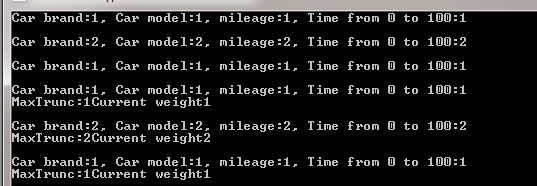 Car brand:1, Car model:1, mileage:1, Time from 0 to 100:1
Car brand:2, Car model:2, mileage:2, Time from 0 to 100:2
Car brand:1, Car model:1, mileage:1, Time from 0 to 100:1
Car brand:1, Car model:1, mileage:1, Time from 0 to 100:1
MaxTrunc:1Current weight1
Car brand:2, Car model:2, mileage:2, Time from 0 to 100:2
MaxTrunc:2Current weight2
Car brand:1, Car model:1, mileage:1, Time from 0 to 100:1
MaxTrunc:1Current weight1